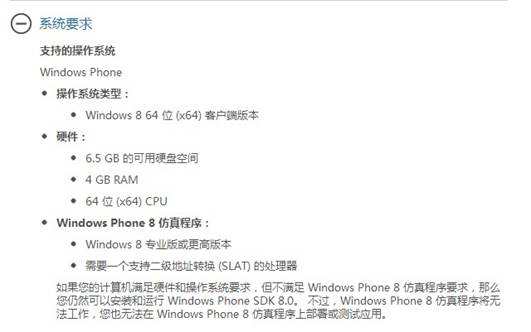 系统要求
支持的操作系统
Windows Phone
• 操作系统类型：
• Windows 8 64 位 (x64) 客户端版本
• 硬件：
• 6.5 GB 的可用硬盘空间
• 4 GB RAM
• 64 位 (x64) CPU
• Windows Phone 8 仿真程序：
• Windows 8 专业版或更高版本
• 需要一个支持二级地址转换 (SLAT) 的处理器
如果您的计算机满足硬件和操作系统要求，但不满足 Windows Phone 8 仿真程序要求，那么
您仍然可以安装和运行 Windows Phone SDK 8.0。 不过，Windows Phone 8 仿真程序将无
法工作，您也无法在 Windows Phone 8 仿真程序上部署或测试应用。